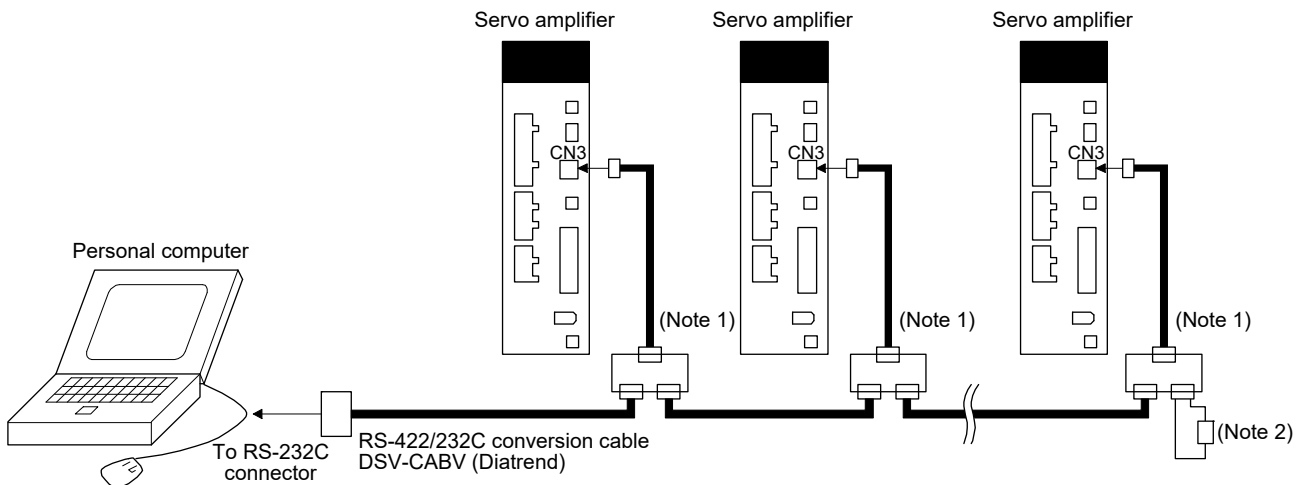 Servo amplifier
Servo amplifier
Servo amplifier
CN3
CN3
CN3
Personal computer
(Note 1)
(Note 1)
(Note 1)
To RS-232C
connector
RS-422/232C conversion cable
DSV-CABV (Diatrend)
(Note 2)